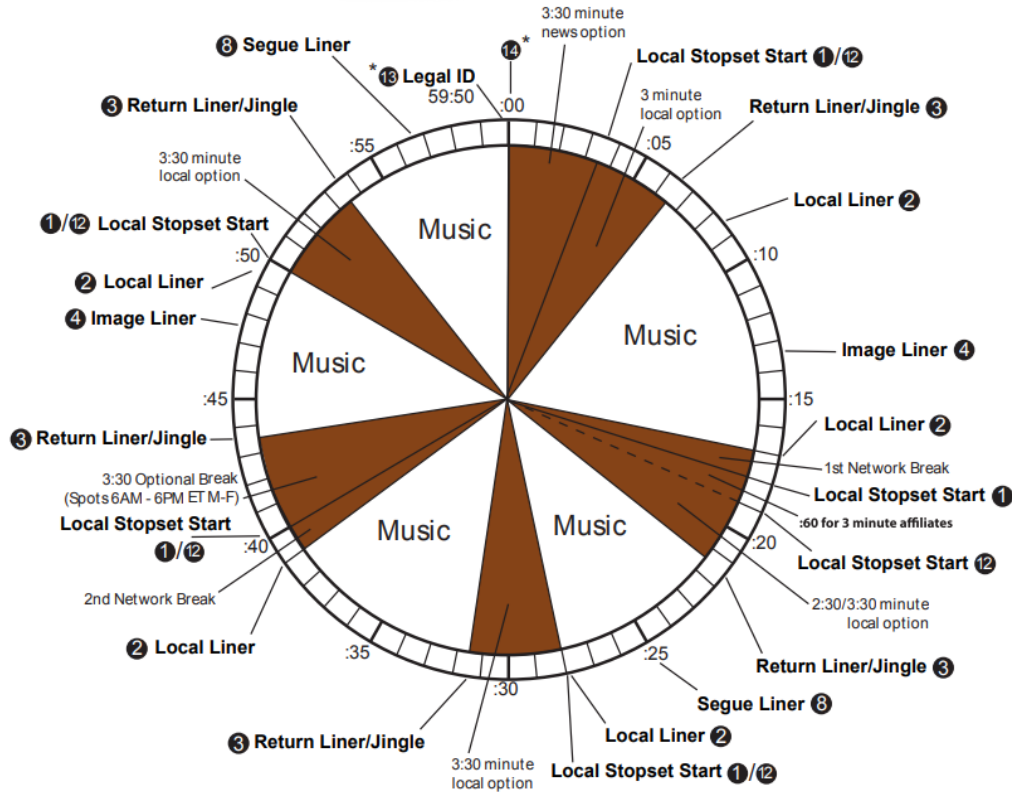 3:30 minute
news option
14 *
Local Stopset Start 1/12
3 minute
local option
Return Liner/Jingle 3
:05
Local Liner 2
:10
Image Liner 4
:15
Local Liner 2
1st Network Break
Local Stopset Start 1
:60 for 3 minute affiliates
:20
Local Stopset Start 12
2:30/3:30 minute
local option
Return Liner/Jingle 3
:25
Segue Liner 8
Local Liner 2
Local Stopset Start 1/12
:30
3:30 minute
local option
3 Return Liner/Jingle
:35
2 Local Liner
2nd Network Break
:40
Local Stopset Start
1/12
3:30 Optional Break
(Spots 6AM - 6PM ET M-F)
3 Return Liner/Jingle
:45
4 Image Liner
2 Local Liner
:50
1/12 Local Stopset Start
3:30 minute
local option
3 Return Liner/Jingle
:55
8 Segue Liner
* 13 Legal ID
59:50
:00
Music
Music
Music
Music
Music